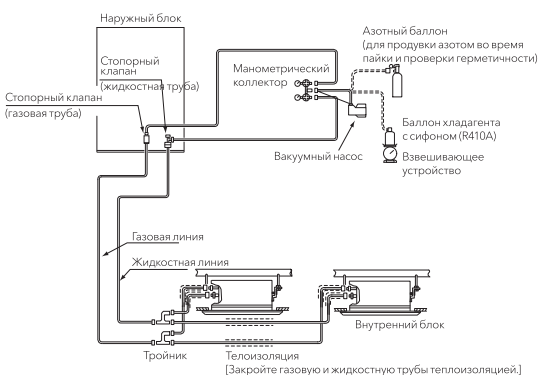 Наружный блок
Стопорный
клапан
(жидкостная труба)
Стопорный клапан
(газовая труба)
Манометрический
коллектор
Азотный баллон
(для продувки азотом во время
пайки и проверки герметичности)
Баллон хладагента
с сифоном (R410A)
Вакуумный насос
Взвешивающее
устройство
Газовая линия
Жидкостная линия
Внутренний блок
Тройник
Телоизоляция
[Закройте газовую и жидкостную трубы теплоизоляцией.]